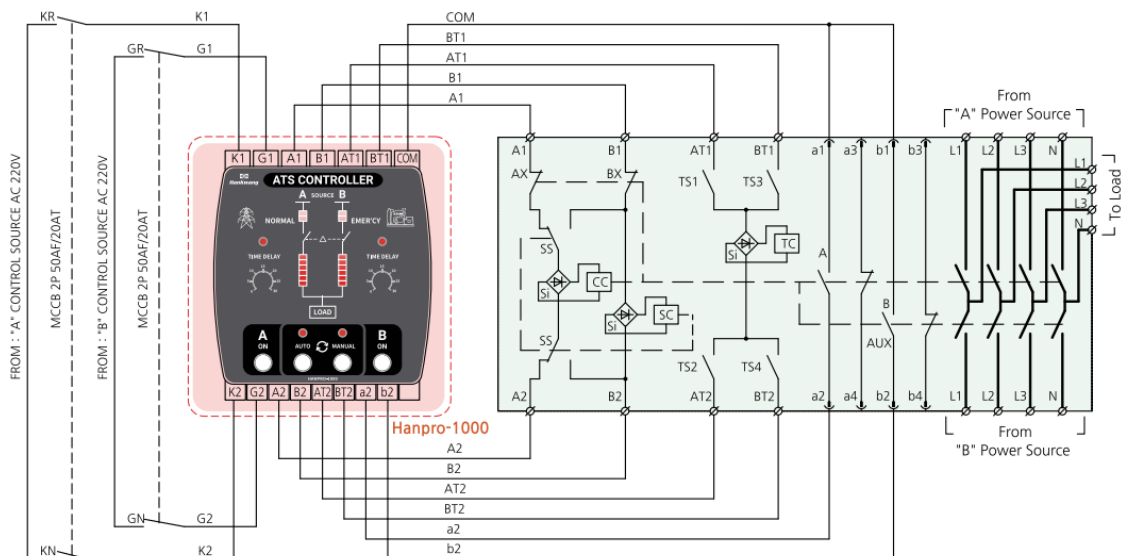 KR
K1
COM
GR
G1
BT1
AT1
B1
A1
From
"A" Power Source
K1 G1 A1 B1 AT1 BT1 COM
A1 B1 AT1 BT1 a1 a3 b1 b3 L1 L2 L3 N
L1
L2
L3
N
To Load
Hankwang
ATS CONTROLLER
A SOURCE B
NORMAL
EMER'CY
TIME DELAY
TIME DELAY
LOAD
A
ON
AUTO
MANUAL
B
ON
AX
BX
TS1
TS3
SS
Si
CC
Si
SC
Si
TC
A
B
AUX
SS
TS2
TS4
K2 G2 A2 B2 AT2 BT2 a2 b2
A2 B2 AT2 BT2 a2 a4 b2 b4 L1 L2 L3 N
Hanpro-1000
From
"B" Power Source
FROM : "A" CONTROL SOURCE AC 220V
MCCB 2P 50AF/20AT
FROM : "B" CONTROL SOURCE AC 220V
MCCB 2P 50AF/20AT
A2
B2
AT2
BT2
GN
G2
a2
KN
K2
b2